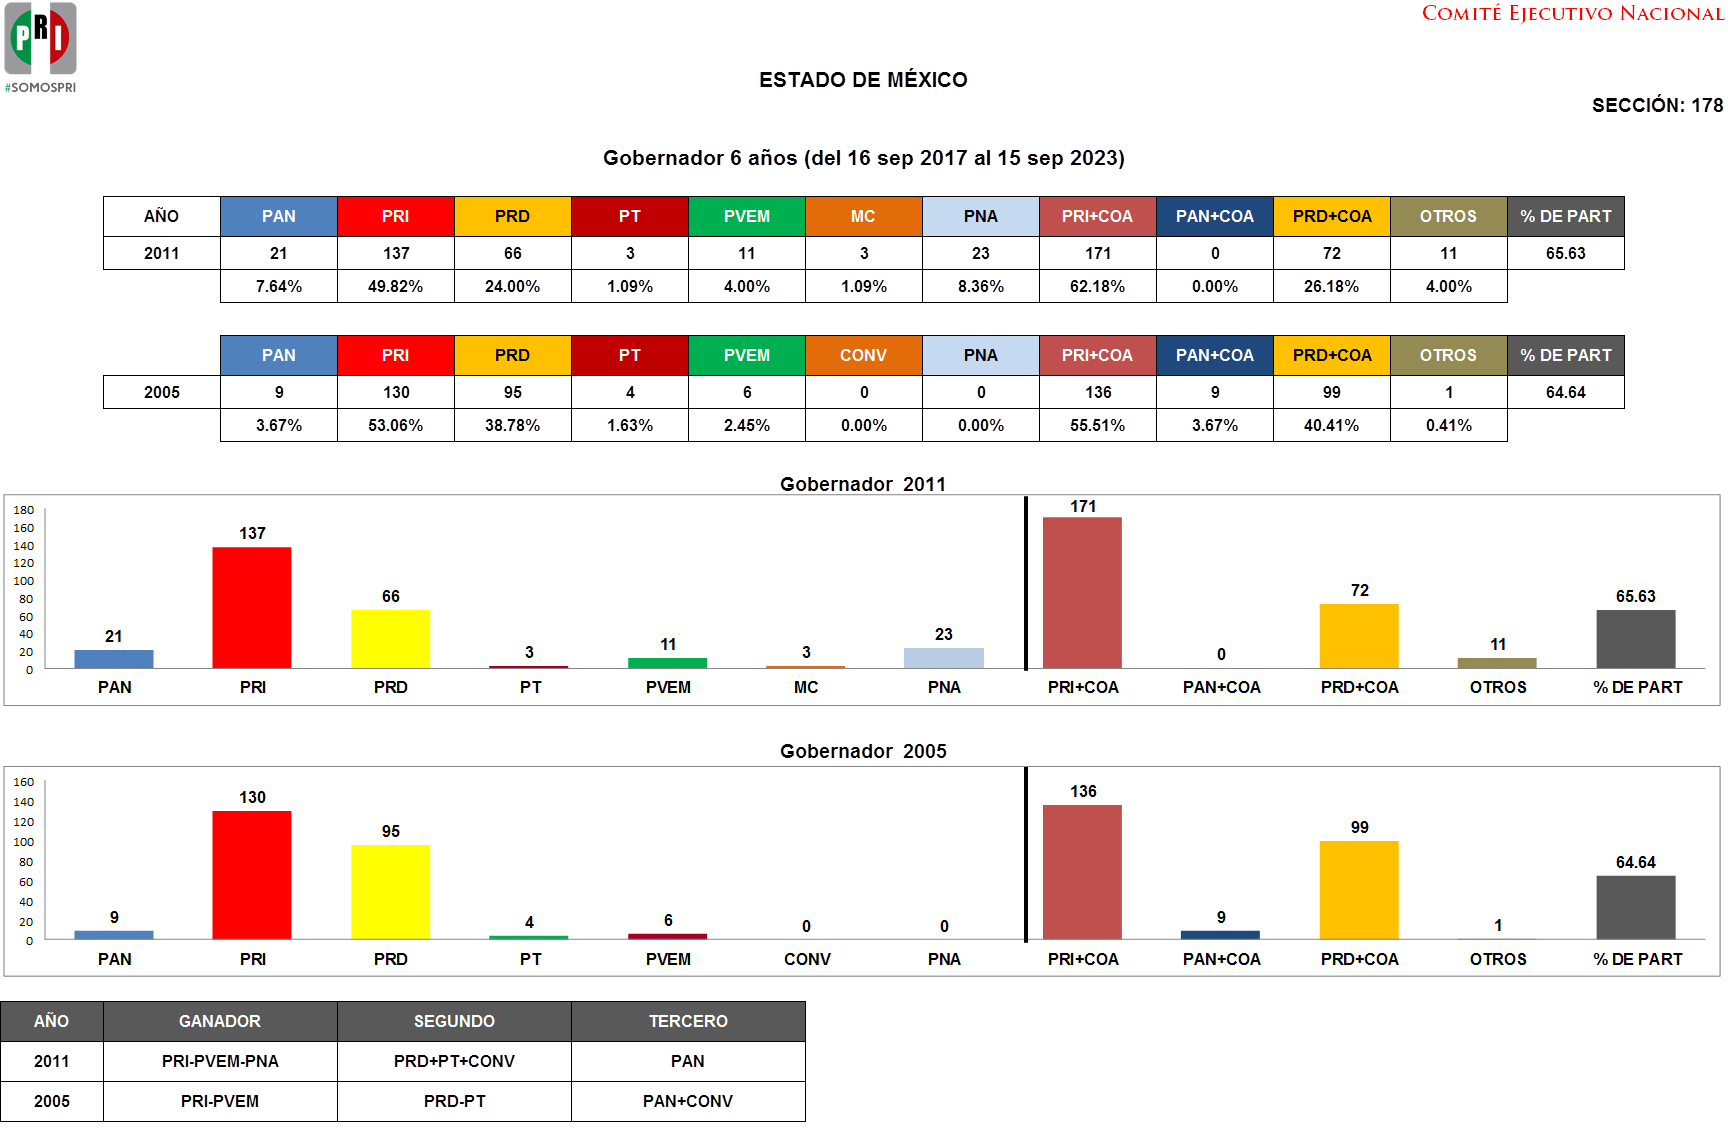 PRI
#SOMOSPRI
COMITÉ EJECUTIVO NACIONAL
ESTADO DE MÉXICO
SECCIÓN: 178
Gobernador 6 años (del 16 sep 2017 al 15 sep 2023)
AÑO PAN PRI PRD PT PVEM MC PNA PRI+COA PAN+COA PRD+COA OTROS % DE PART
2011 21 137 66 3 11 3 23 171 0 72 11 65.63
7.64% 49.82% 24.00% 1.09% 4.00% 1.09% 8.36% 62.18% 0.00% 26.18% 4.00%
PAN PRI PRD PT PVEM CONV PNA PRI+COA PAN+COA PRD+COA OTROS % DE PART
2005 9 130 95 4 6 0 0 136 9 99 1 64.64
3.67% 53.06% 38.78% 1.63% 2.45% 0.00% 0.00% 55.51% 3.67% 40.41% 0.41%
Gobernador 2011
180
160
140
120
100
80
60
40
20
0
21 137 66 3 11 3 23 171 0 72 11 65.63
PAN PRI PRD PT PVEM MC PNA PRI+COA PAN+COA PRD+COA OTROS % DE PART
Gobernador 2005
160
140
120
100
80
60
40
20
0
9 130 95 4 6 0 0 136 9 99 1 64.64
PAN PRI PRD PT PVEM CONV PNA PRI+COA PAN+COA PRD+COA OTROS % DE PART
AÑO GANADOR SEGUNDO TERCERO
2011 PRI-PVEM-PNA PRD+PT+CONV PAN
2005 PRI-PVEM PRD-PT PAN+CONV